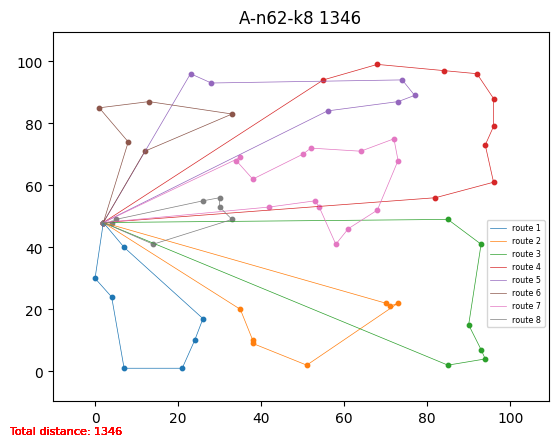 A-n62-k8 1346
100
80
60
40
20
0
0 20 40 60 80 100
route 1
route 2
route 3
route 4
route 5
route 6
route 7
route 8
Total distance: 1346